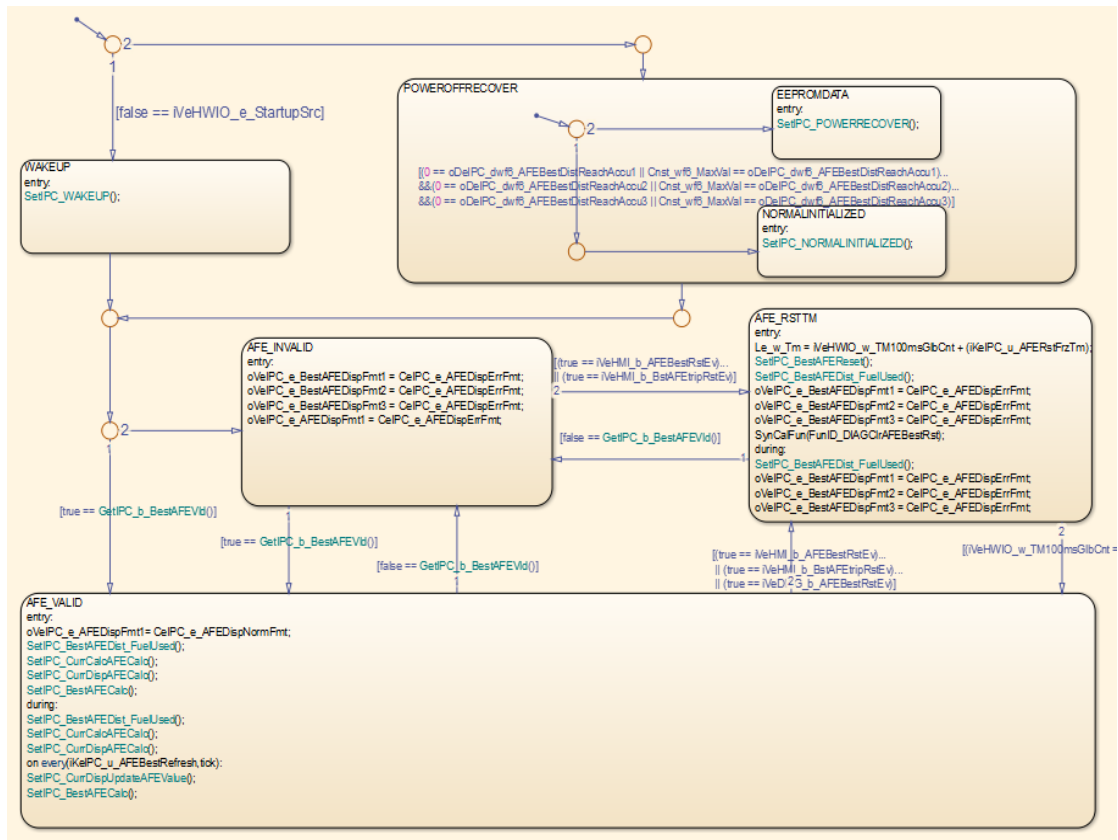 2
1
[false == iVeHWIO_e_StartupSrc]
WAKEUP
entry:
SetIPC_WAKEUP();
POWEROFFRECOVER
EEPROMDATA
entry:
SetIPC_POWERRECOVER();
2
1
[(0 == oDeIPC_dwf6_AFEBestDistReachAccu1 || Cnst_wf6_MaxVal == oDeIPC_dwf6_AFEBestDistReachAccu1)...
&&(0 == oDeIPC_dwf6_AFEBestDistReachAccu2 || Cnst_wf6_MaxVal == oDeIPC_dwf6_AFEBestDistReachAccu2)...
&&(0 == oDeIPC_dwf6_AFEBestDistReachAccu3 || Cnst_wf6_MaxVal == oDeIPC_dwf6_AFEBestDistReachAccu3)]
NORMALINITIALIZED
entry:
SetIPC_NORMALINITIALIZED();
AFE_INVALID
entry:
oVeIPC_e_BestAFEDispFmt1 = CeIPC_e_AFEDispErrFmt;
oVeIPC_e_BestAFEDispFmt2 = CeIPC_e_AFEDispErrFmt;
oVeIPC_e_BestAFEDispFmt3 = CeIPC_e_AFEDispErrFmt;
oVeIPC_e_AFEDispFmt1 = CeIPC_e_AFEDispErrFmt;
[(true == iVeHMI_b_AFEBestRstEv)...
|| (true == iVeHMI_b_BstAFEtripRstEv)]
2
[false == GetIPC_b_BestAFEVld()]
1
AFE_RSTTM
entry:
Le_w_Tm = iVeHWIO_w_TM100msGlbCnt + (iKeIPC_u_AFERstFrzTm);
SetIPC_BestAFEReset();
SetIPC_BestAFEDist_FuelUsed();
oVeIPC_e_BestAFEDispFmt1 = CeIPC_e_AFEDispErrFmt;
oVeIPC_e_BestAFEDispFmt2 = CeIPC_e_AFEDispErrFmt;
oVeIPC_e_BestAFEDispFmt3 = CeIPC_e_AFEDispErrFmt;
SynCalFun(FunID_DIAGClrAFEBestRst);
during:
SetIPC_BestAFEDist_FuelUsed();
oVeIPC_e_BestAFEDispFmt1 = CeIPC_e_AFEDispErrFmt;
oVeIPC_e_BestAFEDispFmt2 = CeIPC_e_AFEDispErrFmt;
oVeIPC_e_BestAFEDispFmt3 = CeIPC_e_AFEDispErrFmt;
2
1
[true == GetIPC_b_BestAFEVld()]
1
[true == GetIPC_b_BestAFEVld()]
[false == GetIPC_b_BestAFEVld()]
1
[(true == iVeHMI_b_AFEBestRstEv)...
|| (true == iVeHMI_b_BstAFEtripRstEv)...
|| (true == 2 b_AFEBestRstEv)]
2
[(iVeHWIO_w_TM100msGlbCnt =
AFE_VALID
entry:
oVeIPC_e_AFEDispFmt1= CeIPC_e_AFEDispNormFmt;
SetIPC_BestAFEDist_FuelUsed();
SetIPC_CurrCalcAFECalc();
SetIPC_CurrDispAFECalc();
SetIPC_BestAFECalc();
during:
SetIPC_BestAFEDist_FuelUsed();
SetIPC_CurrCalcAFECalc();
SetIPC_CurrDispAFECalc();
on every(iKeIPC_u_AFEBestRefresh,tick):
SetIPC_CurrDispUpdateAFEValue();
SetIPC_BestAFECalc();